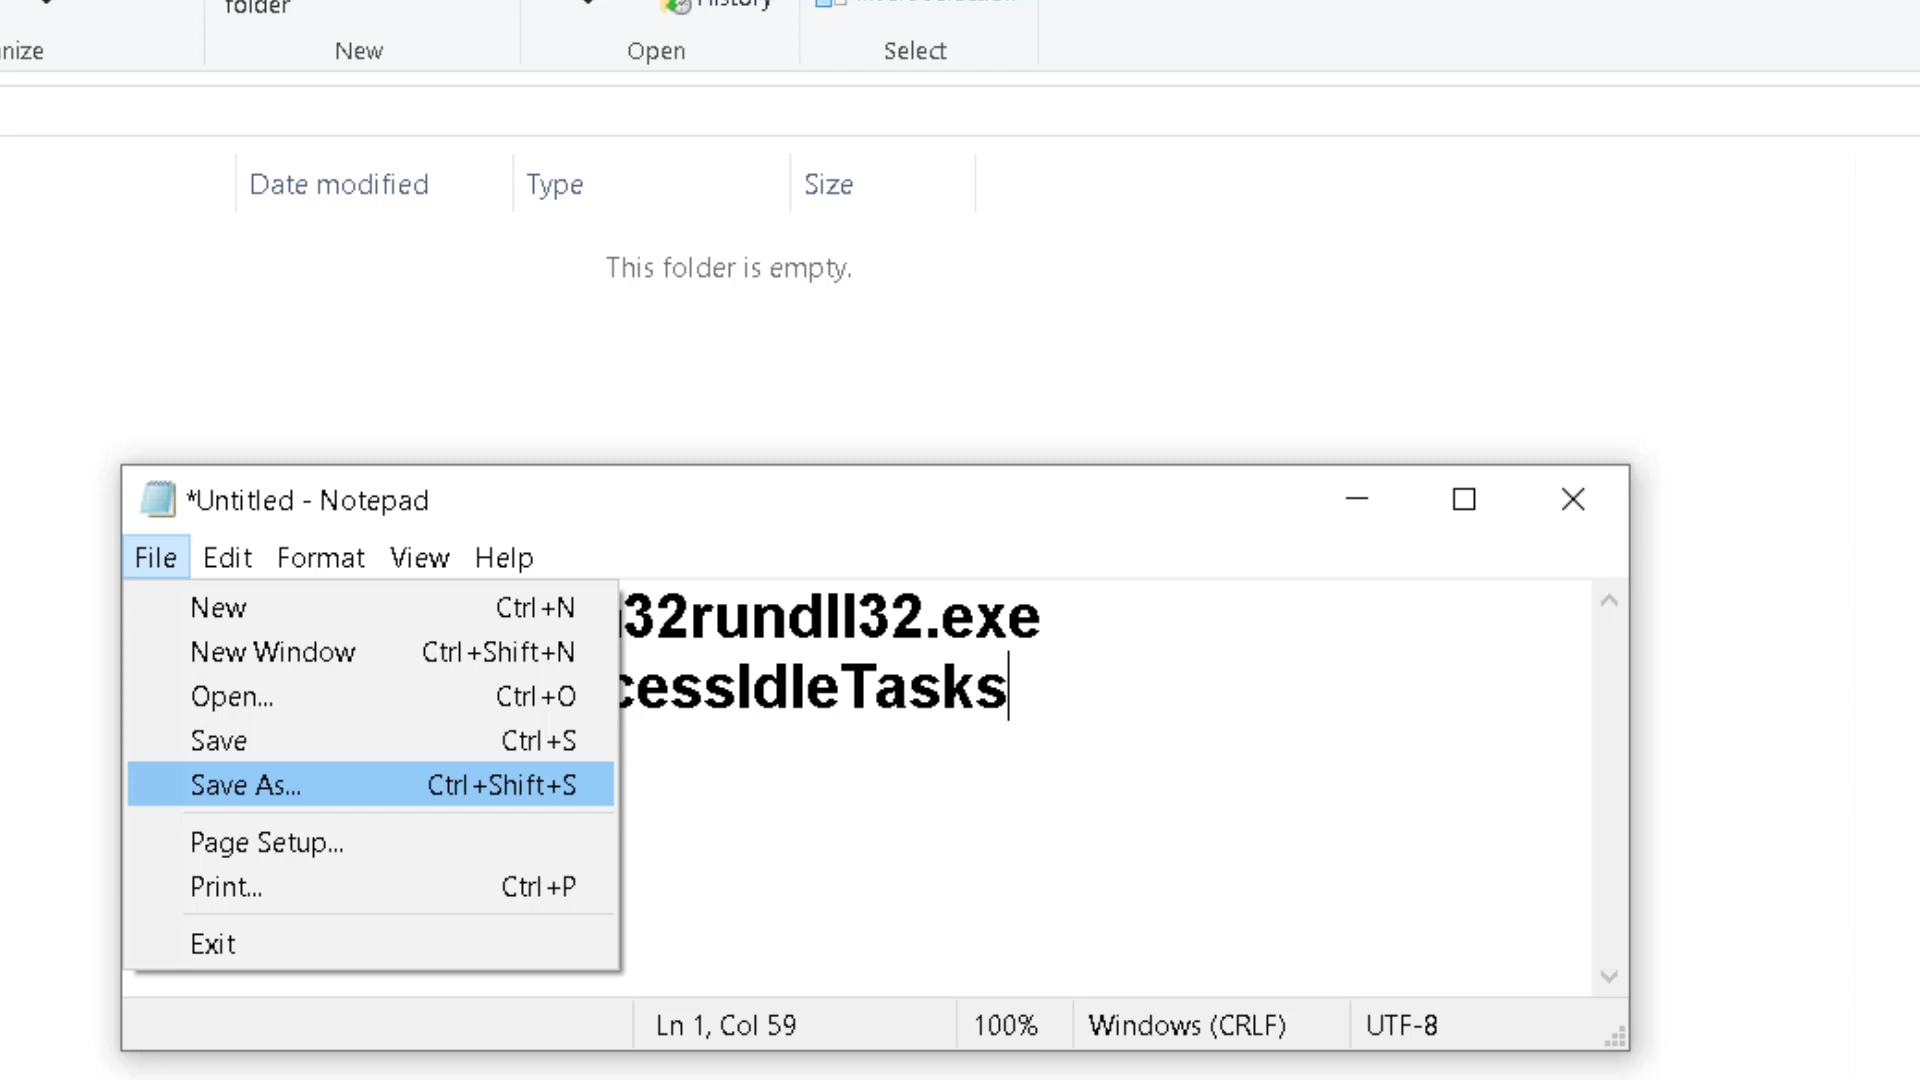 folder
History
New
Open
Select
Date modified
Type
Size
This folder is empty.
*Untitled - Notepad
File Edit Format View Help
New Ctrl+N
New Window Ctrl+Shift+N
Open... Ctrl+O
Save Ctrl+S
Save As... Ctrl+Shift+S
Page Setup...
Print... Ctrl+P
Exit
32rundll32.exe
cessIdleTasks
Ln 1, Col 59
100%
Windows (CRLF)
UTF-8